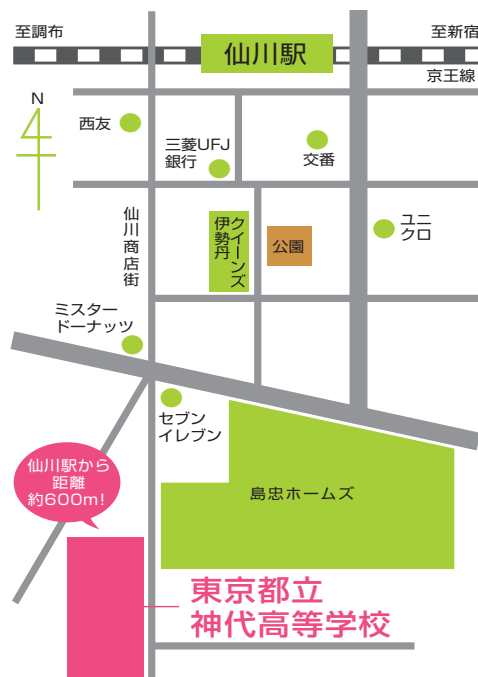 至調布
至新宿
仙川駅
京王線
N
西友
三菱UFJ
銀行
交番
仙川商店街
クイーンズ
伊勢丹
公園
ユニ
クロ
ミスター
ドーナッツ
セブン
イレブン
仙川駅から
距離
約600m!
島忠ホームズ
東京都立
神代高等学校